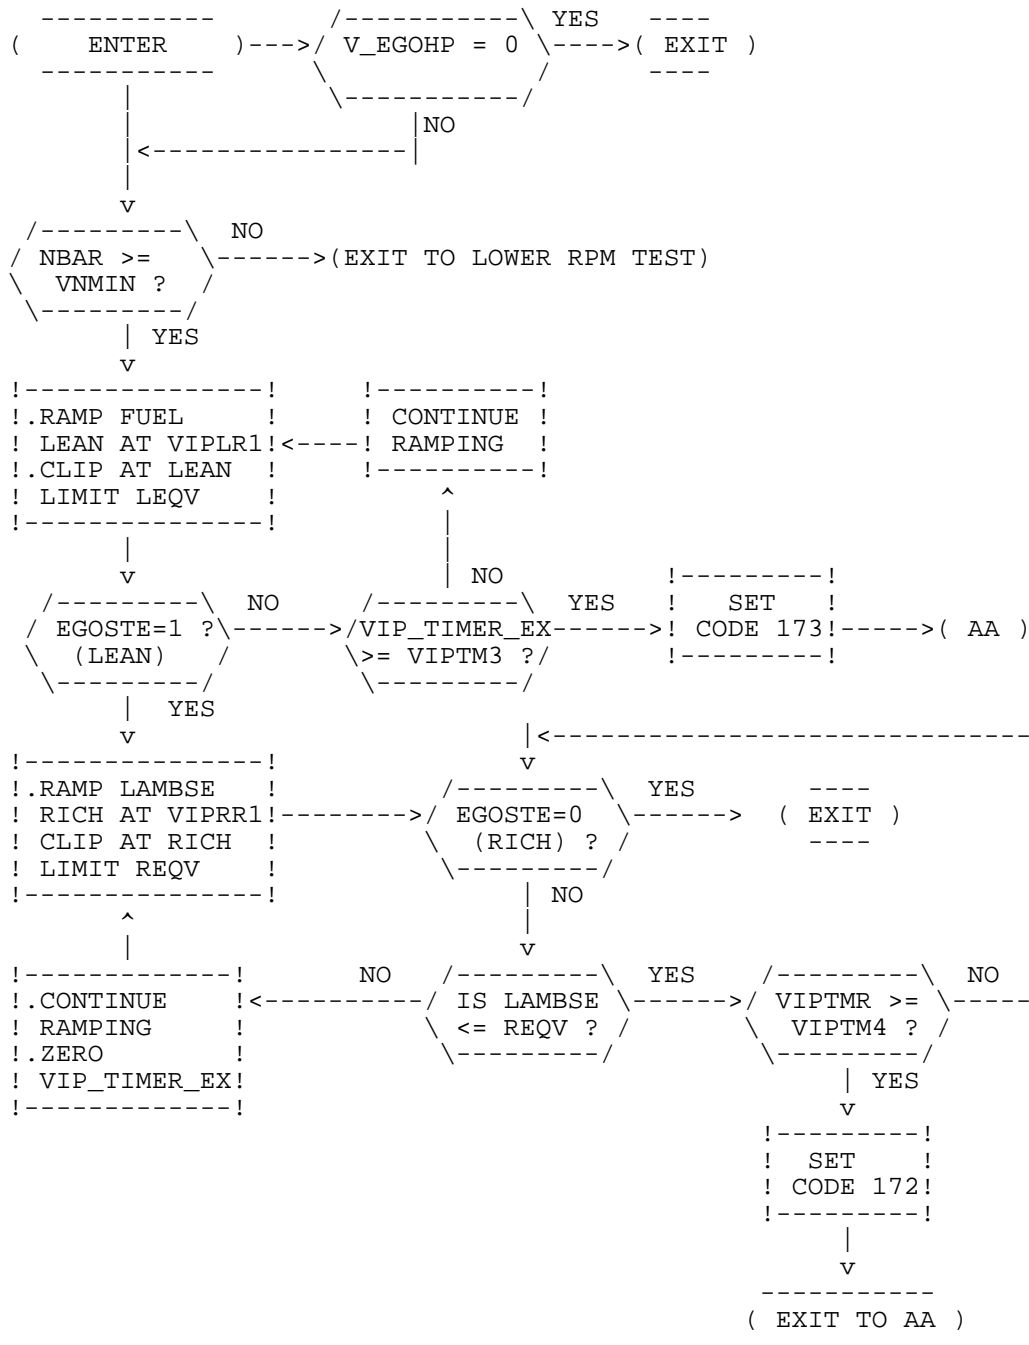 YES
( ENTER )--->/ V_EGOHP = 0 \---->( EXIT )
NO
NO
NBAR >= \------>(EXIT TO LOWER RPM TEST)
VNMIN ?
YES
!.RAMP FUEL ! ! CONTINUE !
! LEAN AT VIPLR1!<----! RAMPING !
!.CLIP AT LEAN !
! LIMIT LEQV !
NO
NO YES ! SET !
/ EGOSTE=1 ?\------>/VIP_TIMER_EX------>! CODE 173!----->( AA )
\ (LEAN) / \>= VIPTM3 ?/
YES
!.RAMP LAMBSE ! YES
! RICH AT VIPRR1!-------->/ EGOSTE=0 \------> ( EXIT )
! CLIP AT RICH ! \ (RICH) ? /
! LIMIT REQV !
NO
NO YES NO
!.CONTINUE !<----------/ IS LAMBSE \------>/ VIPTMR >= \-----
! RAMPING ! \ <= REQV ? / \ VIPTM4 ? /
!.ZERO !
! VIP_TIMER_EX! YES
! SET !
! CODE 172!
( EXIT TO AA )